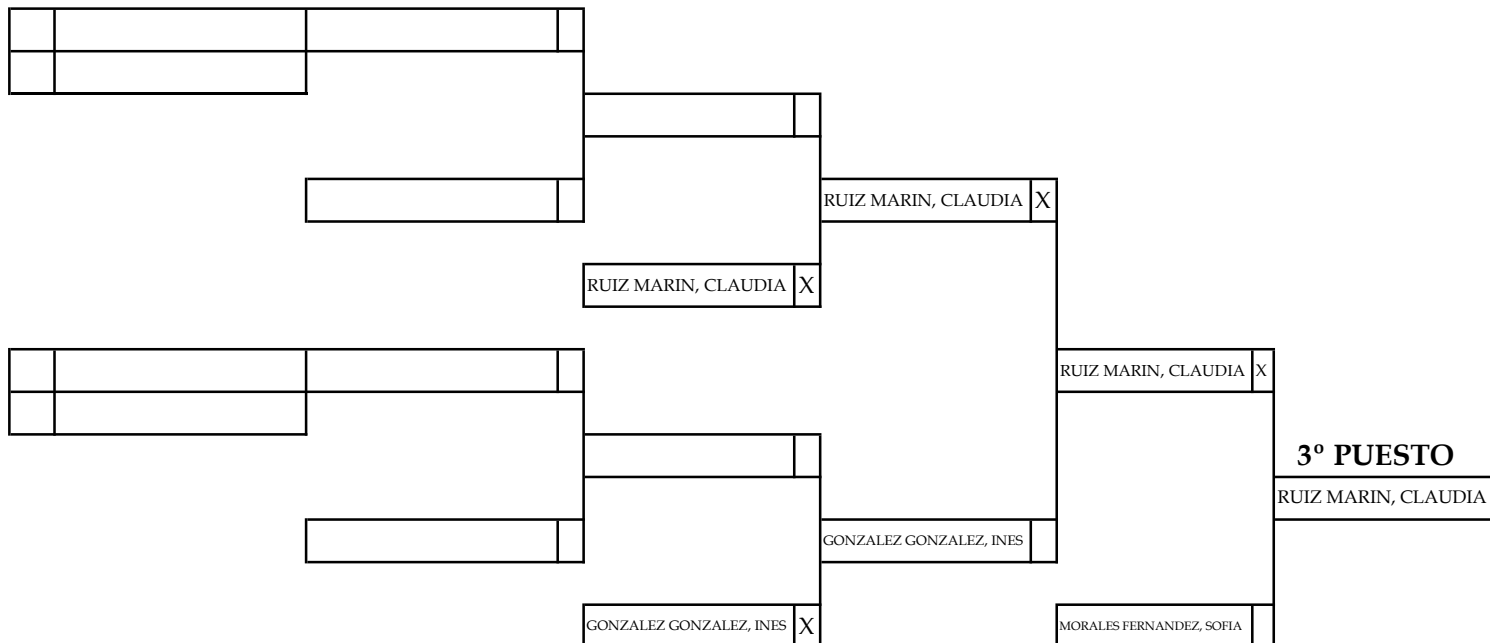 RUIZ MARIN, CLAUDIA X
RUIZ MARIN, CLAUDIA X
RUIZ MARIN, CLAUDIA X
3º PUESTO
RUIZ MARIN, CLAUDIA
GONZALEZ GONZALEZ, INES
GONZALEZ GONZALEZ, INES X
MORALES FERNANDEZ, SOFIA